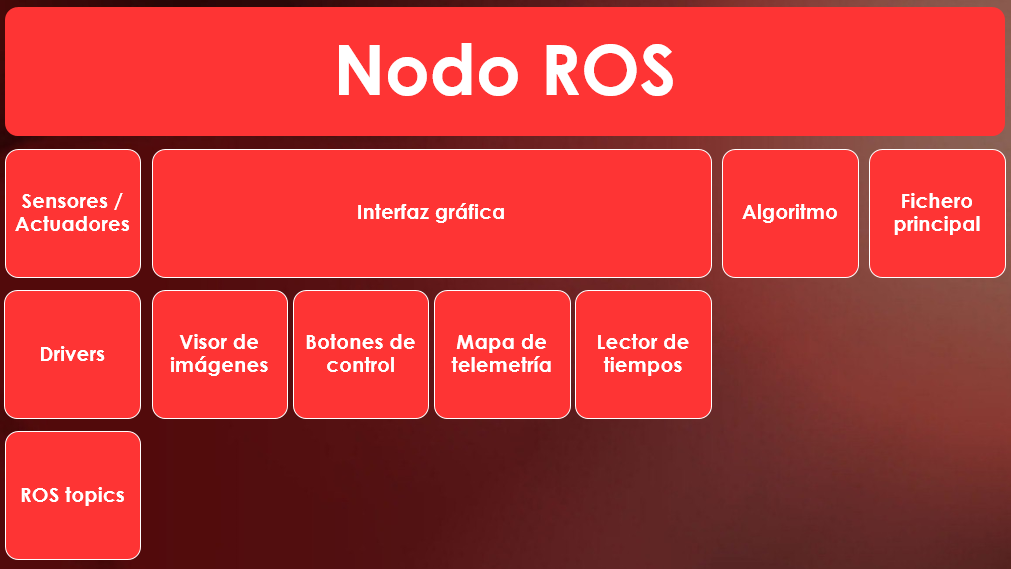 Nodo ROS
Sensores /
Actuadores
Interfaz gráfica
Algoritmo
Fichero
principal
Drivers
Visor de
imágenes
Botones de
control
Mapa de
telemetría
Lector de
tiempos
ROS topics